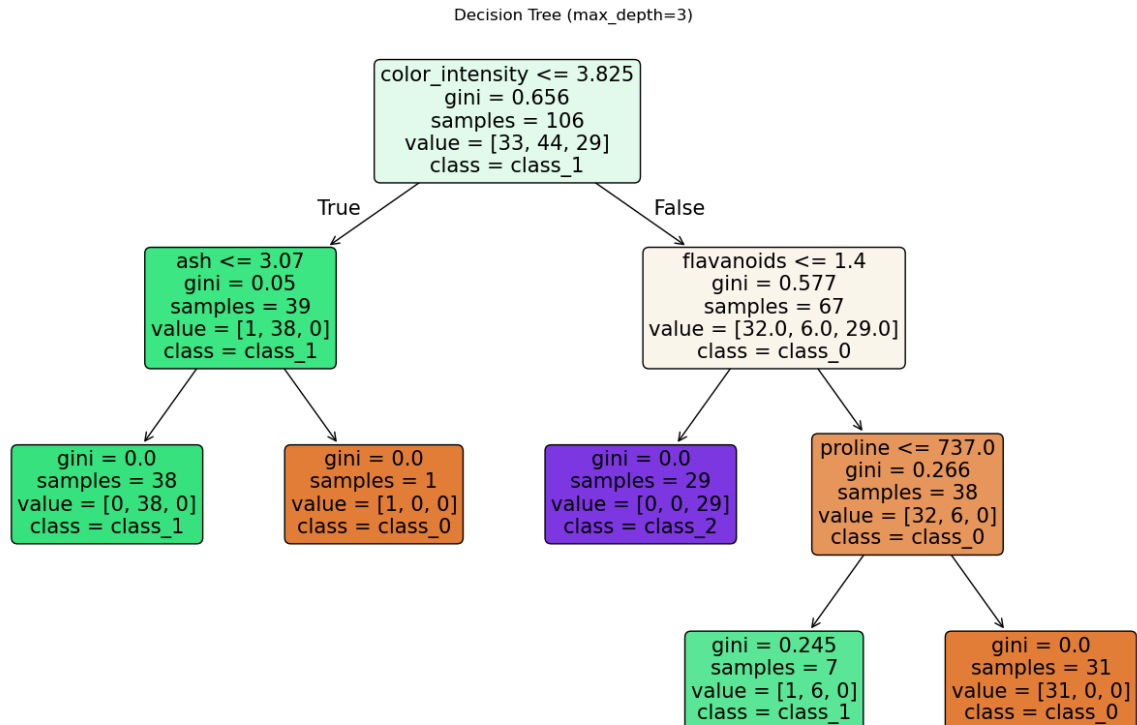 Decision Tree (max_depth=3)
color_intensity <= 3.825
gini = 0.656
samples = 106
value = [33, 44, 29]
class = class_1
True
False
ash <= 3.07
gini = 0.05
samples = 39
value = [1, 38, 0]
class = class_1
flavanoids <= 1.4
gini = 0.577
samples = 67
value = [32.0, 6.0, 29.0]
class = class_0
gini = 0.0
samples = 38
value = [0, 38, 0]
class = class_1
gini = 0.0
samples = 1
value = [1, 0, 0]
class = class_0
gini = 0.0
samples = 29
value = [0, 0, 29]
class = class_2
proline <= 737.0
gini = 0.266
samples = 38
value = [32, 6, 0]
class = class_0
gini = 0.245
samples = 7
value = [1, 6, 0]
class = class_1
gini = 0.0
samples = 31
value = [31, 0, 0]
class = class_0